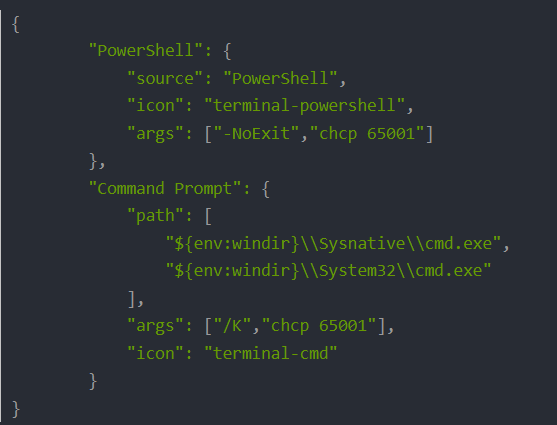 {
"PowerShell": {
"source": "PowerShell",
"icon": "terminal-powershell",
"args": ["-NoExit","chcp 65001"]
},
"Command Prompt": {
"path": [
"${env:windir}\\Sysnative\\cmd.exe",
"${env:windir}\\System32\\cmd.exe"
],
"args": ["/K","chcp 65001"],
"icon": "terminal-cmd"
}
}